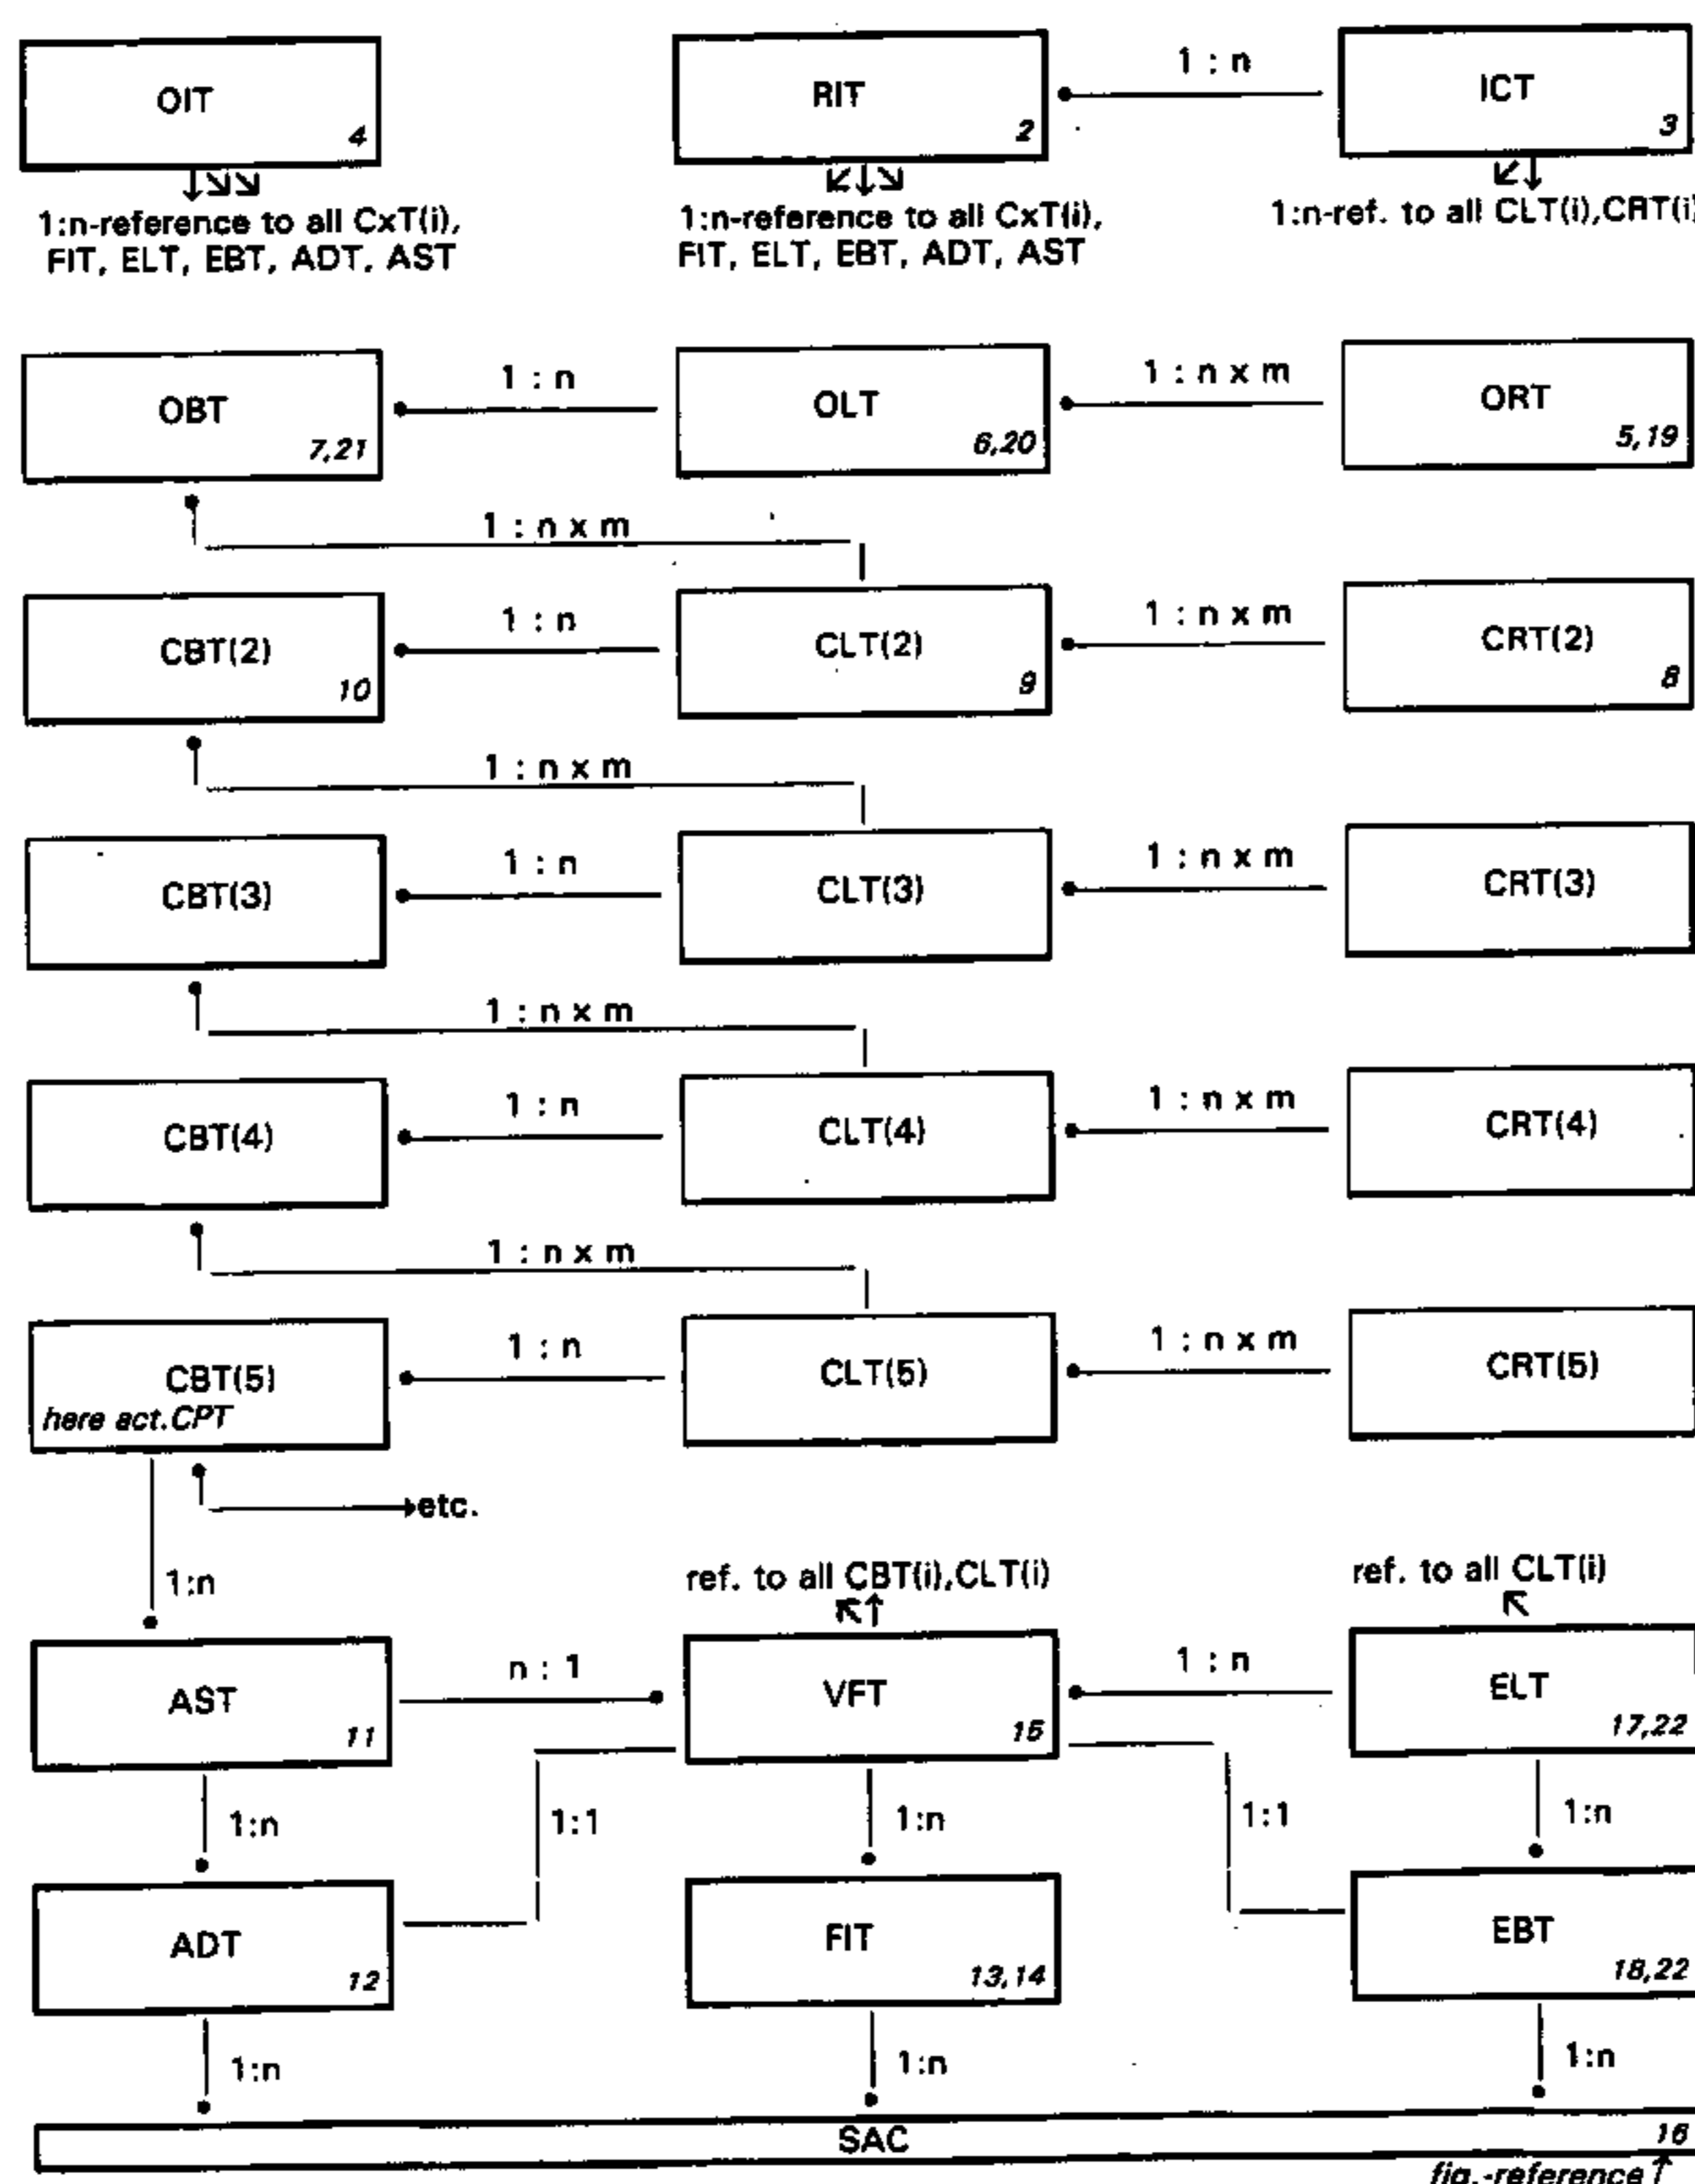 OIT
4
RIT
2
1 : n
ICT
3
1:n-reference to all CxT(i),
FIT, ELT, EBT, ADT, AST
1:n-reference to all CxT(i),
FIT, ELT, EBT, ADT, AST
1:n-ref. to all CLT(i),CRT(i)
OBT
7,21
1 : n
OLT
6,20
1 : n x m
ORT
5,19
1 : n x m
CBT(2)
10
1 : n
CLT(2)
9
1 : n x m
CRT(2)
8
1 : n x m
CBT(3)
1 : n
CLT(3)
1 : n x m
CRT(3)
1 : n x m
CBT(4)
1 : n
CLT(4)
1 : n x m
CRT(4)
1 : n x m
CBT(5)
here act.CPT
1 : n
CLT(5)
1 : n x m
CRT(5)
etc.
1:n
ref. to all CBT(i),CLT(i)
ref. to all CLT(i)
AST
11
n : 1
VFT
15
1 : n
ELT
17,22
1:n
1:1
1:n
1:1
1:n
ADT
12
FIT
13,14
EBT
18,22
1:n
1:n
1:n
SAC
16
fig.-reference